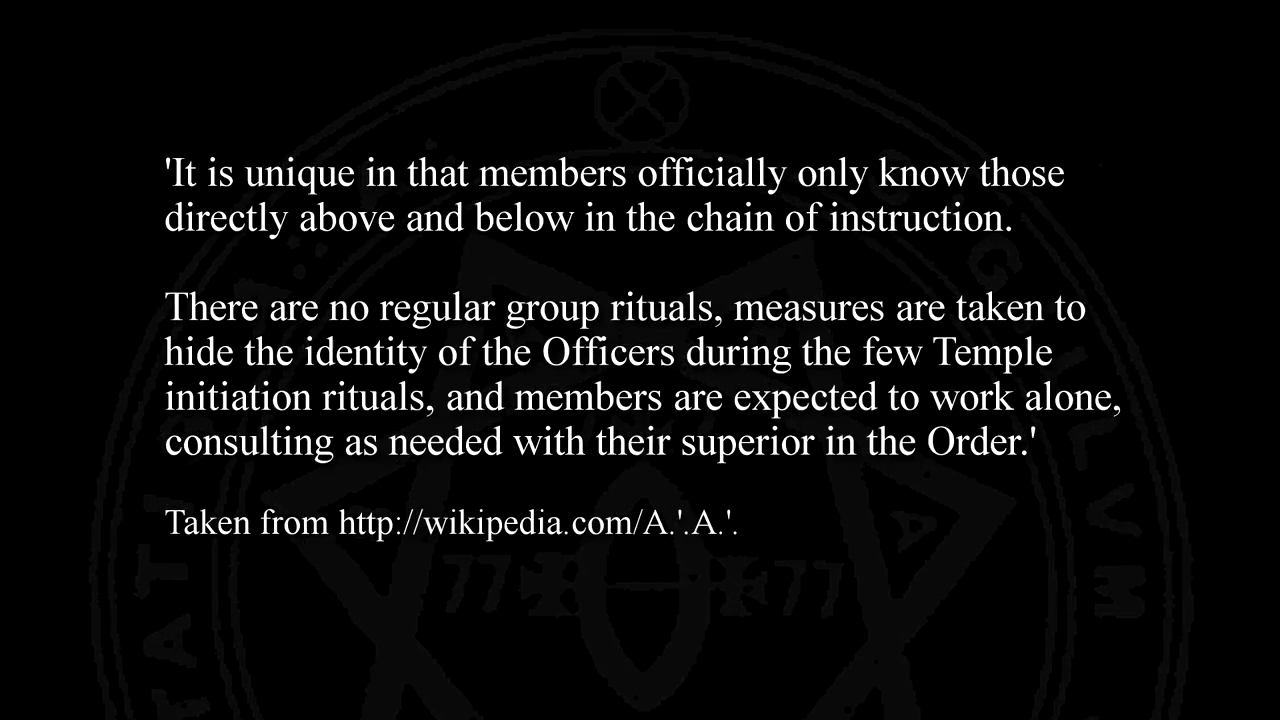 'It is unique in that members officially only know those
directly above and below in the chain of instruction.
There are no regular group rituals, measures are taken to
hide the identity of the Officers during the few Temple
initiation rituals, and members are expected to work alone,
consulting as needed with their superior in the Order.'
Taken from http://wikipedia.com/A.'.A.'.
77 77